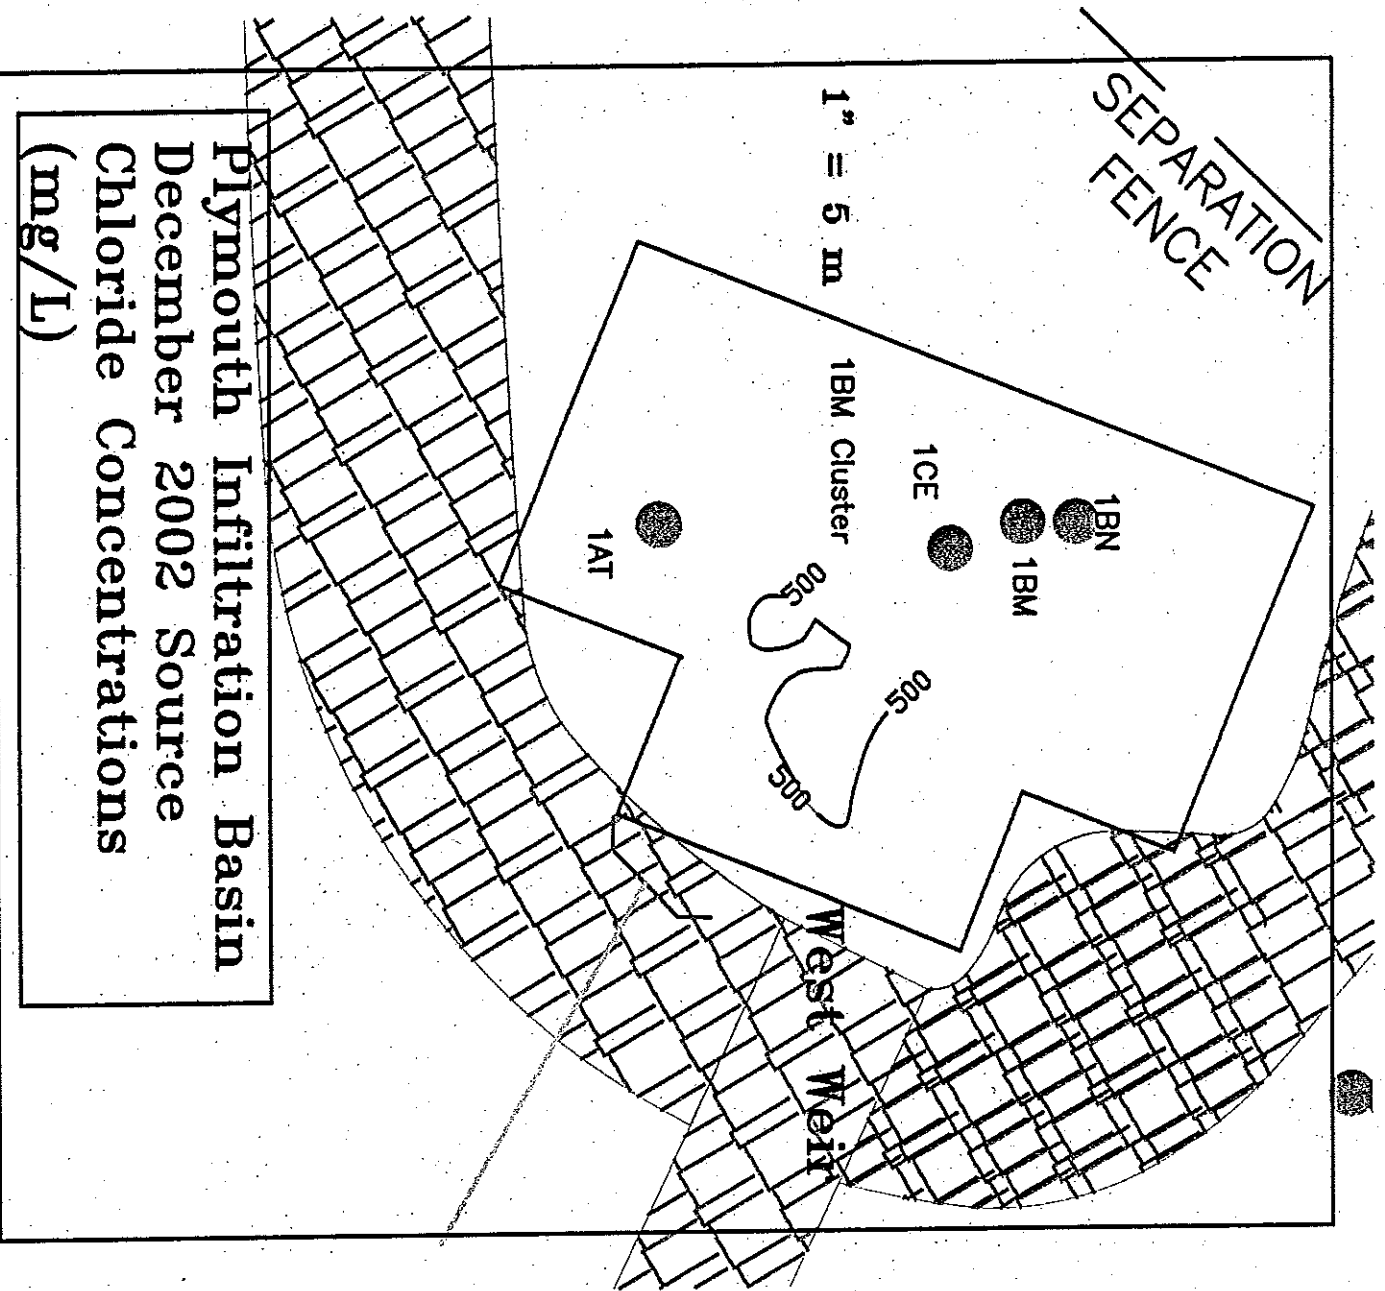 SEPARATION
FENCE
1" = 5 m
1BN
1BM
1CE
1BM Cluster
1AT
500
500
500
West Weir
Plymouth Infiltration Basin
December 2002 Source
Chloride Concentrations
(mg/L)